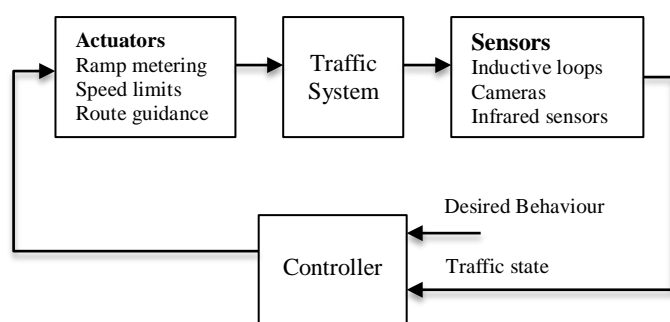 Actuators
Ramp metering
Speed limits
Route guidance
Traffic
System
Sensors
Inductive loops
Cameras
Infrared sensors
Desired Behaviour
Controller
Traffic state